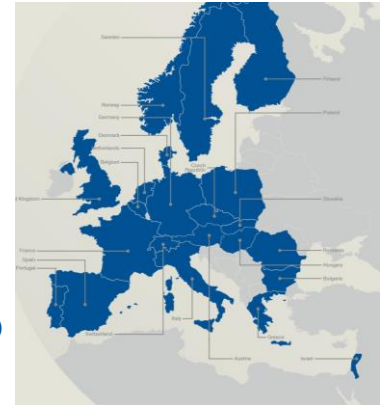 Sweden
Finland
Norway
Poland
Germany
Denmark
Netherlands
Czech
Republic
Belgium
Slovakia
t Kingdom
France
Romania
Spain
Hungary
Portugal
Bulgaria
Switzerland
Italy
Greece
Austria
Israel